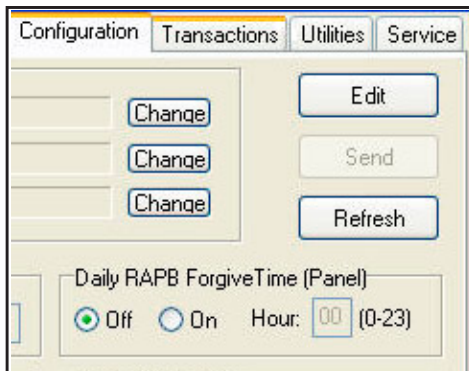 Configuration Transactions Utilities Service
Edit
Change
Send
Change
Change
Refresh
Daily RAPB ForgiveTime (Panel)
Off On Hour: 00 (0-23)